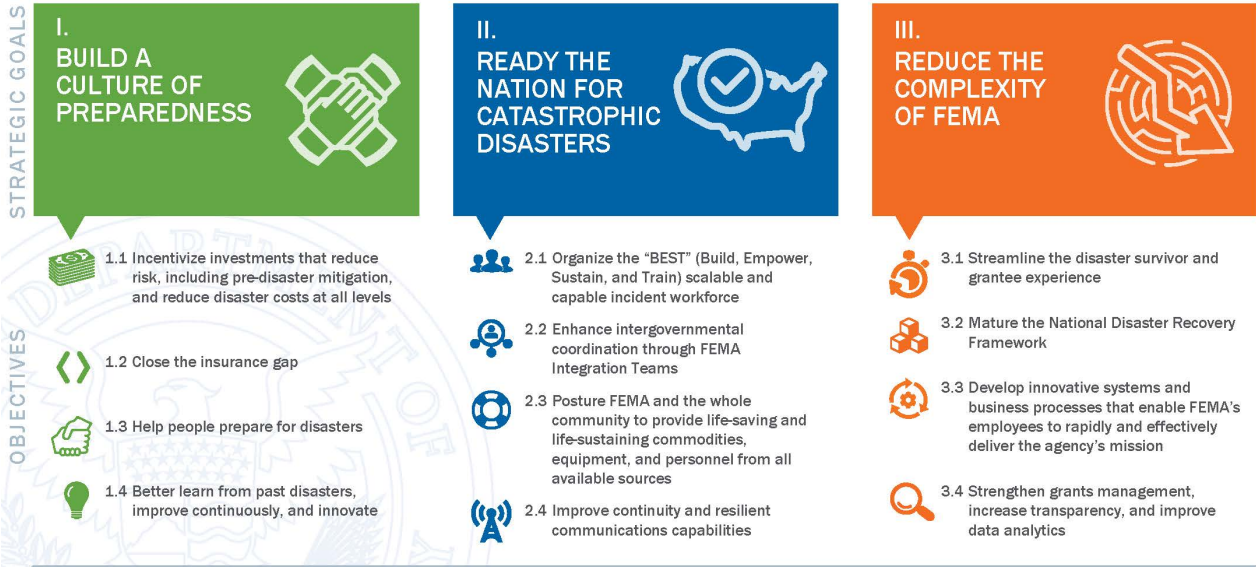 STRATEGIC GOALS
I.
BUILD A
CULTURE OF
PREPAREDNESS
II.
READY THE
NATION FOR
CATASTROPHIC
DISASTERS
III.
REDUCE THE
COMPLEXITY
OF FEMA
OBJECTIVES
1.1 Incentivize investments that reduce
risk, including pre-disaster mitigation,
and reduce disaster costs at all levels
1.2 Close the insurance gap
1.3 Help people prepare for disasters
1.4 Better learn from past disasters,
improve continuously, and innovate
2.1 Organize the “BEST” (Build, Empower,
Sustain, and Train) scalable and
capable incident workforce
2.2 Enhance intergovernmental
coordination through FEMA
Integration Teams
2.3 Posture FEMA and the whole
community to provide life-saving and
life-sustaining commodities,
equipment, and personnel from all
available sources
2.4 Improve continuity and resilient
communications capabilities
3.1 Streamline the disaster survivor and
grantee experience
3.2 Mature the National Disaster Recovery
Framework
3.3 Develop innovative systems and
business processes that enable FEMA’s
employees to rapidly and effectively
deliver the agency’s mission
3.4 Strengthen grants management,
increase transparency, and improve
data analytics
DEPARTMENT OF